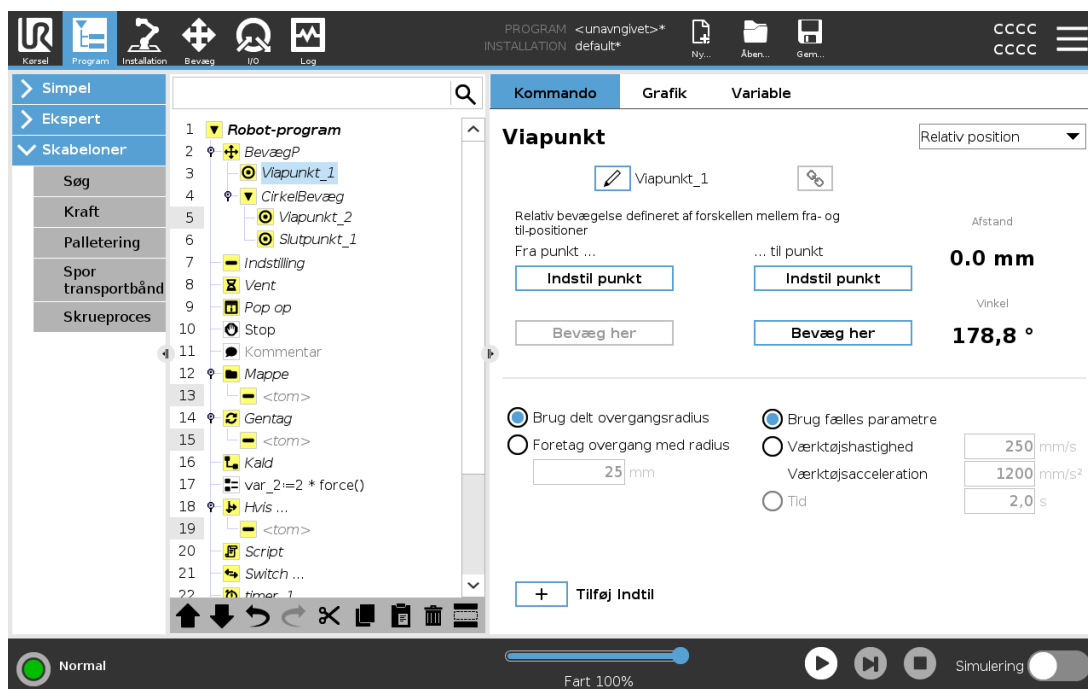 PROGRAM <unavngivet>*
INSTALLATION default*
CCCC
CCCC
Kørsel
Program
Installation
Bevæg
I/O
Log
Ny...
Åben...
Gem...
Simpel
Ekspert
Skabeloner
Søg
Kraft
Palletering
Spor
transportbånd
Skrueproces
1 Robot-program
2 BevægP
3 Viapunkt_1
4 CirkelBevæg
5 Viapunkt_2
6 Slutpunkt_1
7 Indstilling
8 Vent
9 Pop op
10 Stop
11 Kommentar
12 Mappe
13 <tom>
14 Gentag
15 <tom>
16 Kald
17 var_2:=2 * force()
18 Hvis ...
19 <tom>
20 Script
21 Switch ...
22 timer_1
Kommando
Grafik
Variable
Viapunkt
Relativ position
Viapunkt_1
Relativ bevægelse defineret af forskellen mellem fra- og
til-positioner
Fra punkt ...
... til punkt
Indstil punkt
Indstil punkt
Bevæg her
Bevæg her
Afstand
0.0 mm
Vinkel
178,8 °
Brug delt overgangsradius
Foretag overgang med radius
25 mm
Brug fælles parametre
Værktøjshastighed 250 mm/s
Værktøjsacceleration 1200 mm/s²
Tid 2,0 s
+ Tilføj Indtil
Normal
Fart 100%
Simulering